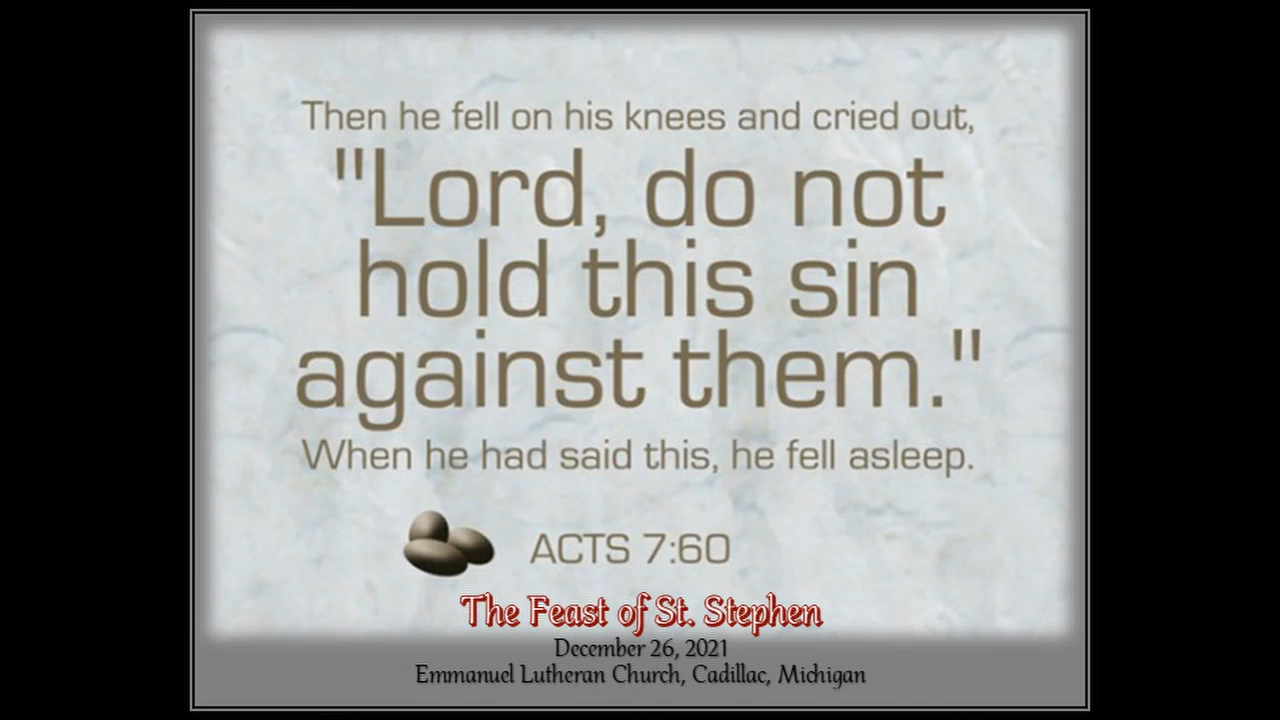 Then he fell on his knees and cried out,
"Lord, do not
hold this sin
against them."
When he had said this, he fell asleep.
ACTS 7:60
The Feast of St. Stephen
December 26, 2021
Emmanuel Lutheran Church, Cadillac, Michigan